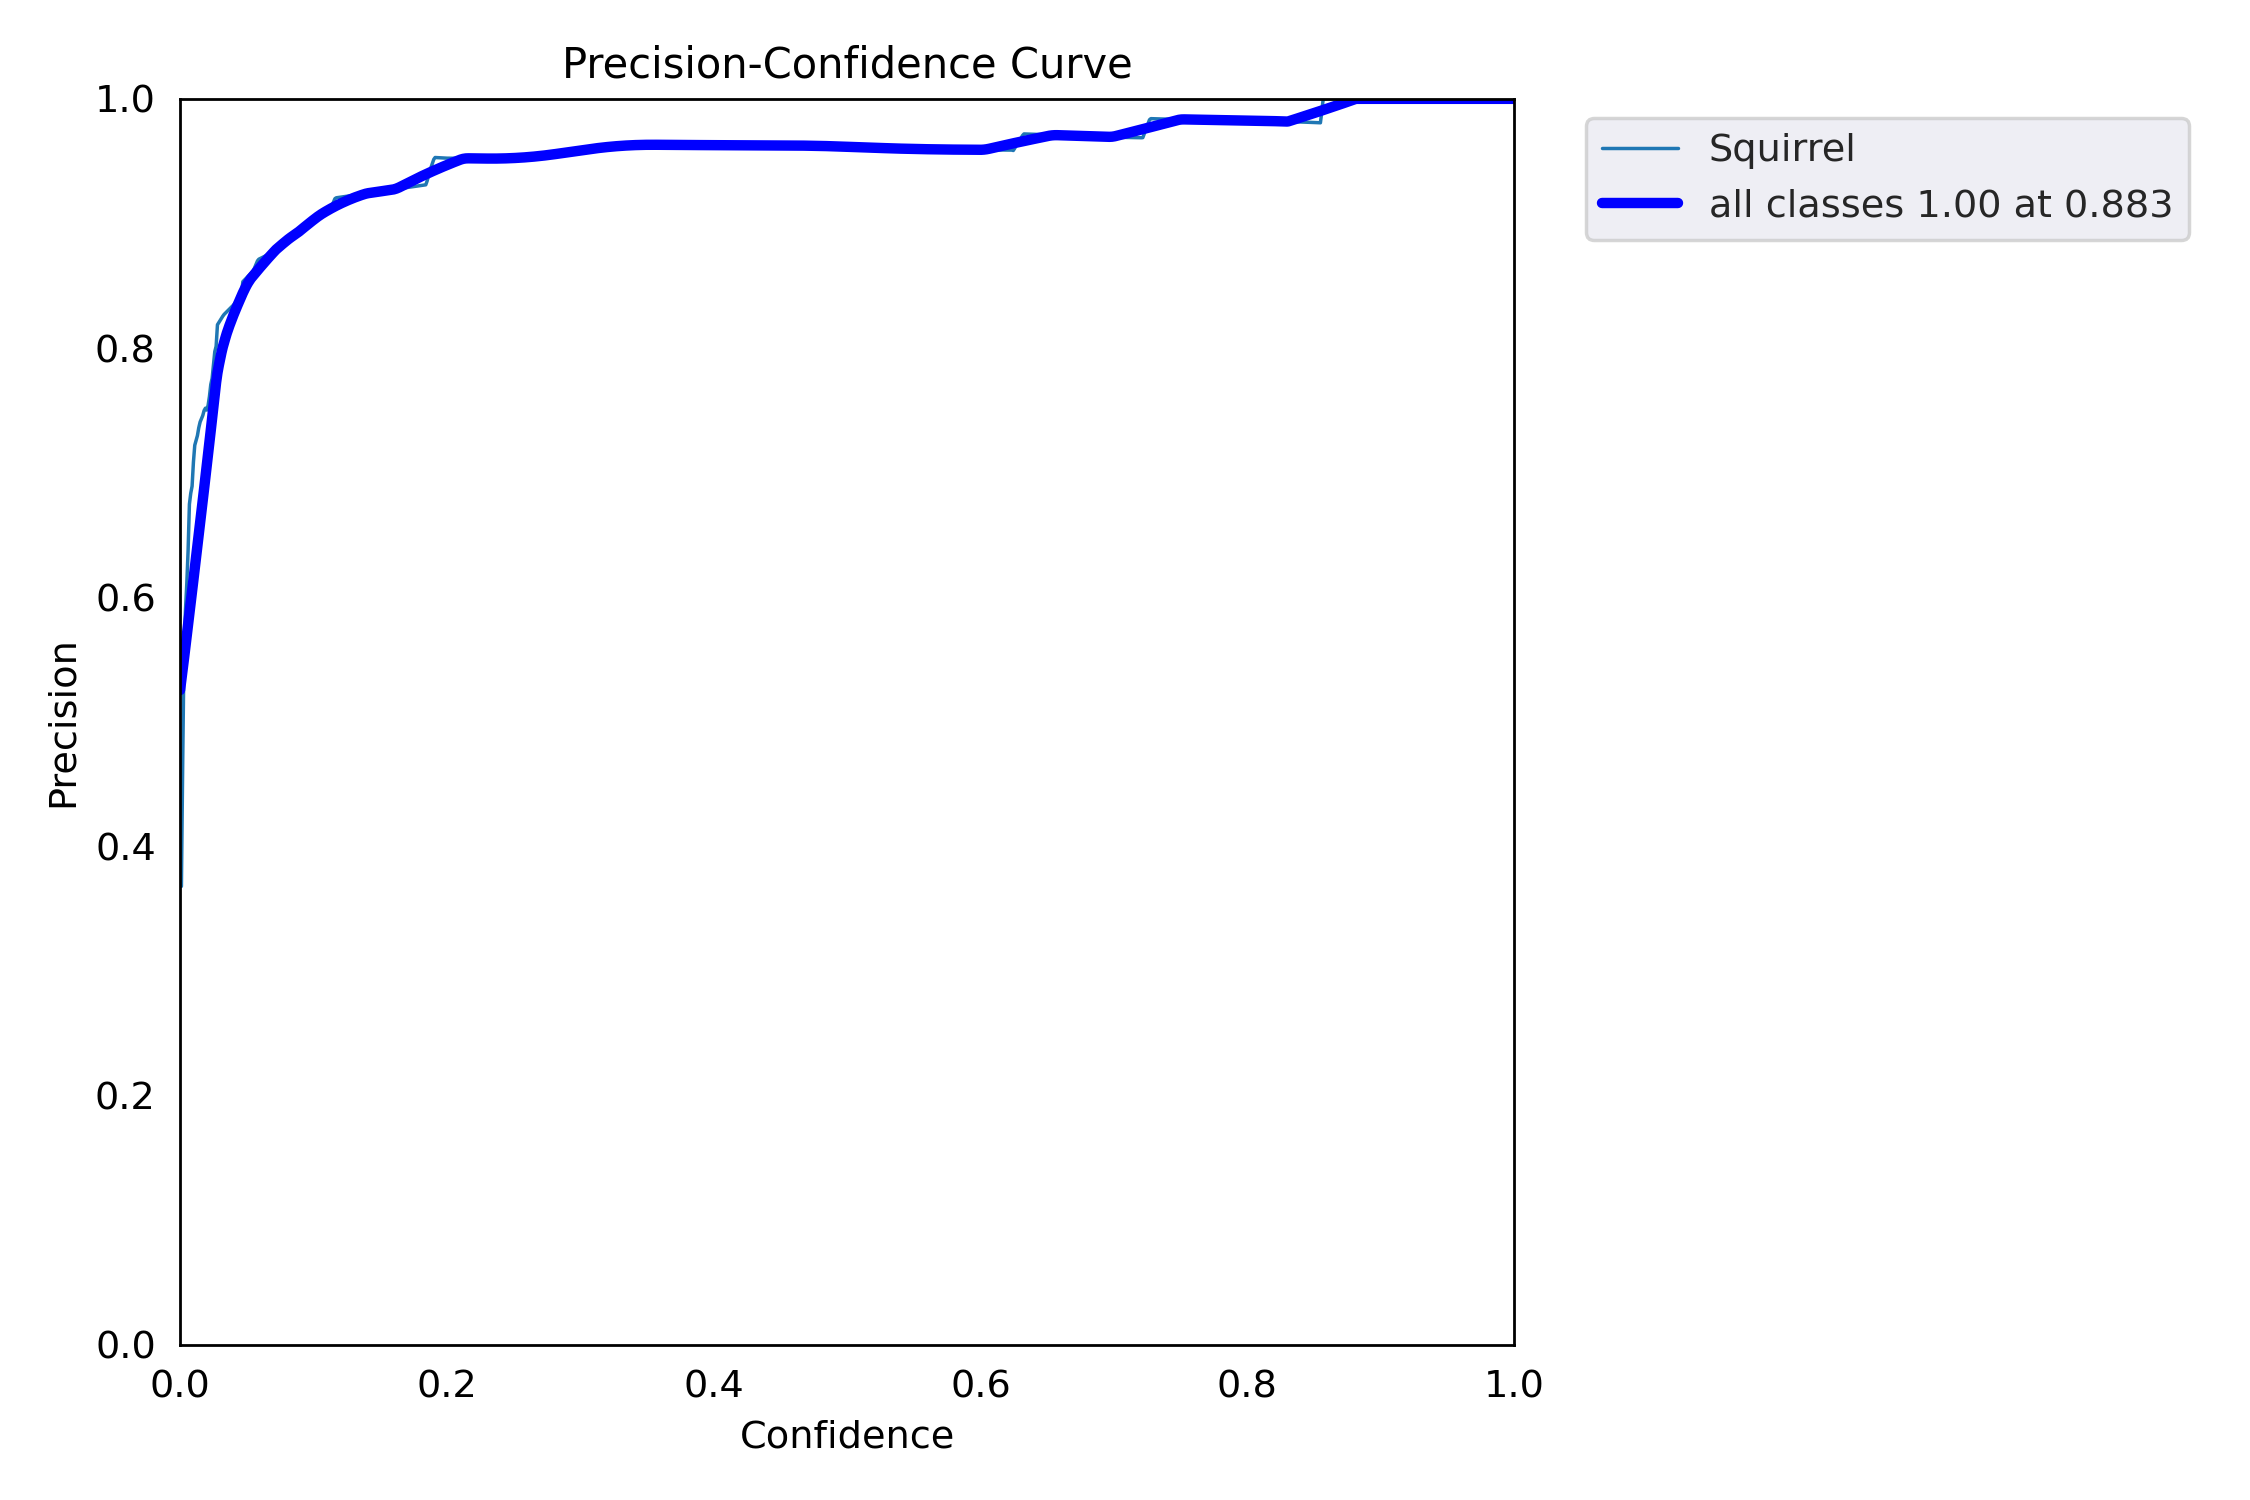 Precision-Confidence Curve
1.0
0.8
0.6
0.4
0.2
0.0
Precision
0.0 0.2 0.4 0.6 0.8 1.0
Confidence
Squirrel
all classes 1.00 at 0.883